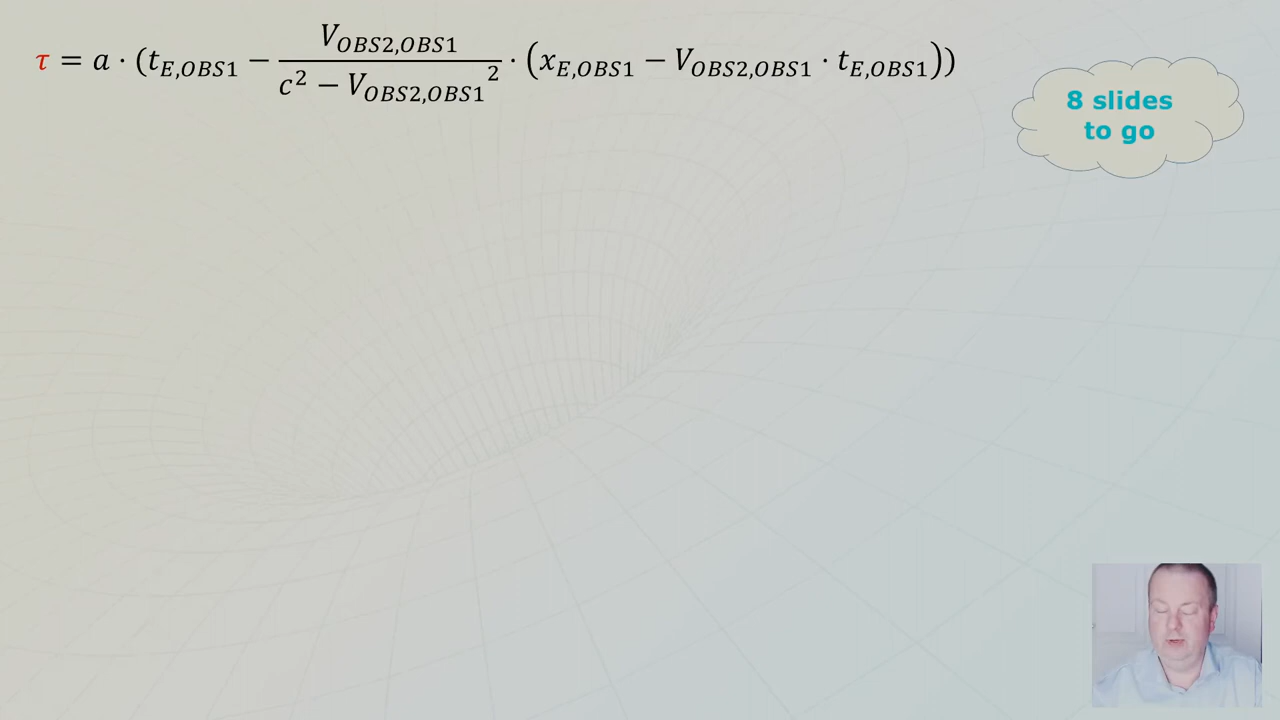 τ = a · (t_{E,OBS1} − \frac{V_{OBS2,OBS1}}{c² − V_{OBS2,OBS1}²} · (x_{E,OBS1} − V_{OBS2,OBS1} · t_{E,OBS1}))
8 slides
to go